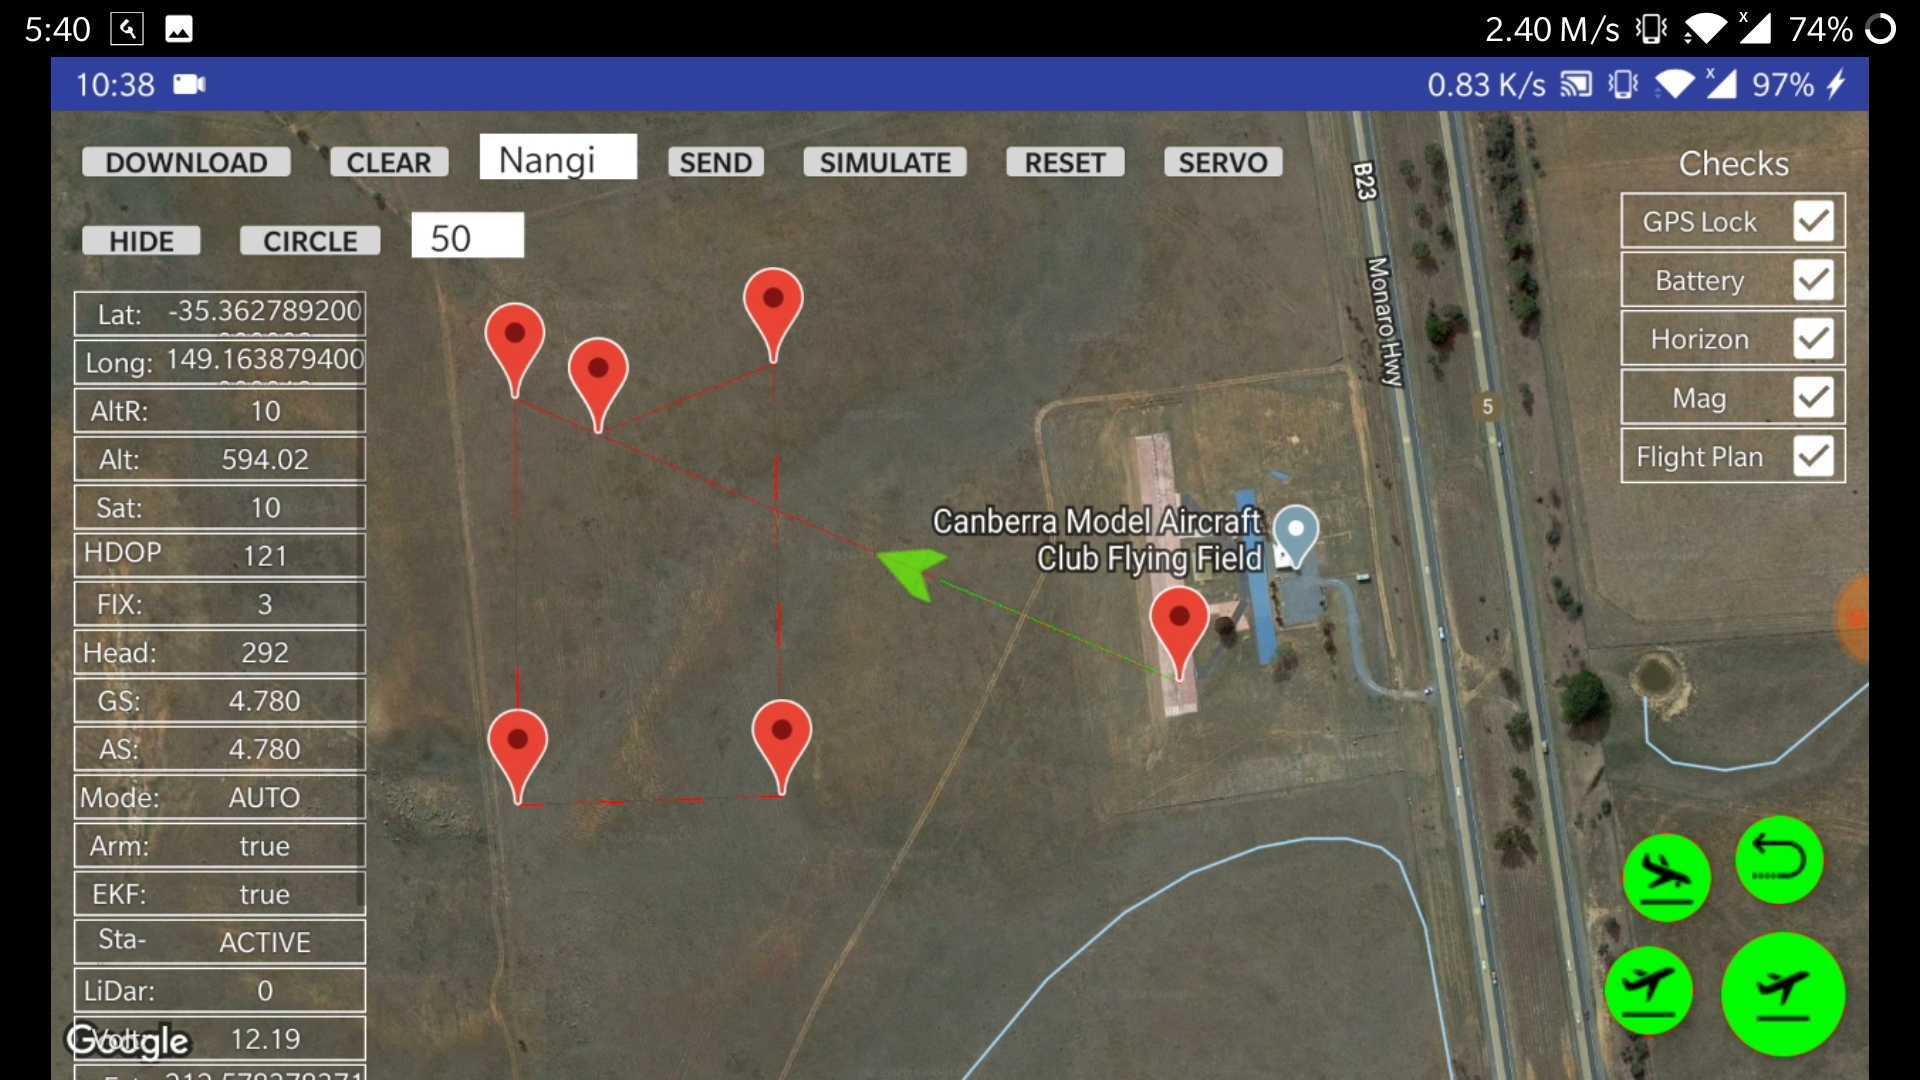 5:40
2.40 M/s
74%
10:38
0.83 K/s
97%
DOWNLOAD
CLEAR
Nangi
SEND
SIMULATE
RESET
SERVO
HIDE
CIRCLE
50
Checks
GPS Lock
Battery
Horizon
Mag
Flight Plan
Lat: -35.362789200
Long: 149.163879400
AltR: 10
Alt: 594.02
Sat: 10
HDOP 121
FIX: 3
Head: 292
GS: 4.780
AS: 4.780
Mode: AUTO
Arm: true
EKF: true
Sta- ACTIVE
LiDar: 0
Volt: 12.19
Google
B23
Monaro Hwy
5
Canberra Model Aircraft
Club Flying Field